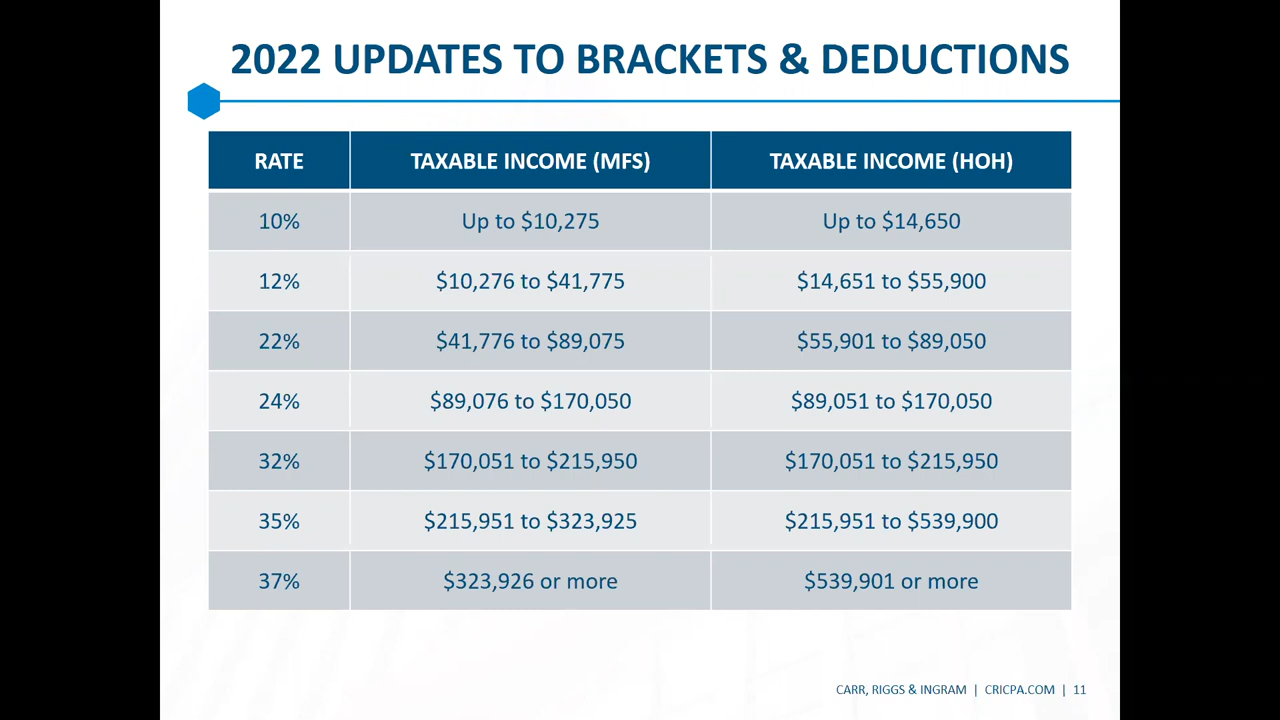 2022 UPDATES TO BRACKETS & DEDUCTIONS
RATE TAXABLE INCOME (MFS) TAXABLE INCOME (HOH)
10% Up to $10,275 Up to $14,650
12% $10,276 to $41,775 $14,651 to $55,900
22% $41,776 to $89,075 $55,901 to $89,050
24% $89,076 to $170,050 $89,051 to $170,050
32% $170,051 to $215,950 $170,051 to $215,950
35% $215,951 to $323,925 $215,951 to $539,900
37% $323,926 or more $539,901 or more
CARR, RIGGS & INGRAM | CRICPA.COM | 11